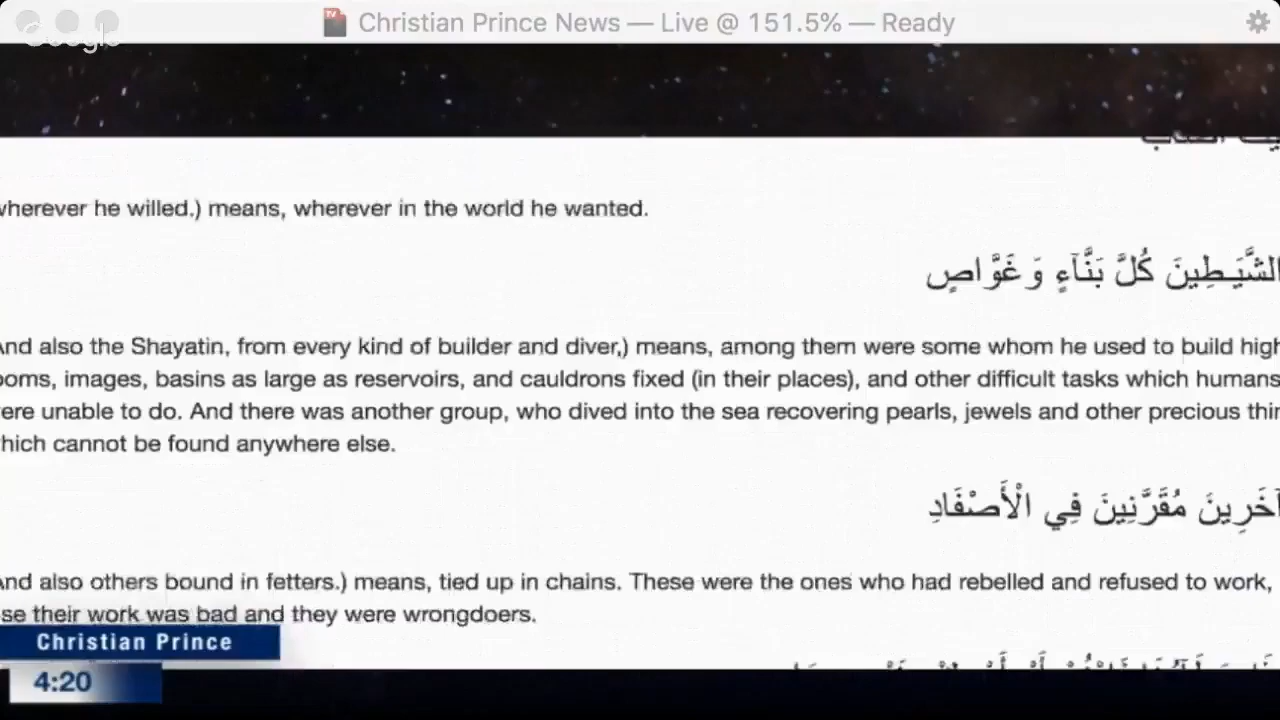 Christian Prince News — Live @ 151.5% — Ready
Google
wherever he willed.) means, wherever in the world he wanted.
الشَّيَـطِينَ كُلَّ بَنَّآءٍ وَغَوَّاصٍ
And also the Shayatin, from every kind of builder and diver,) means, among them were some whom he used to build high
ooms, images, basins as large as reservoirs, and cauldrons fixed (in their places), and other difficult tasks which humans
ere unable to do. And there was another group, who dived into the sea recovering pearls, jewels and other precious thin
hich cannot be found anywhere else.
آخَرِينَ مُقَرَّنِينَ فِي الْأَصْفَادِ
And also others bound in fetters.) means, tied up in chains. These were the ones who had rebelled and refused to work,
se their work was bad and they were wrongdoers.
Christian Prince
4:20